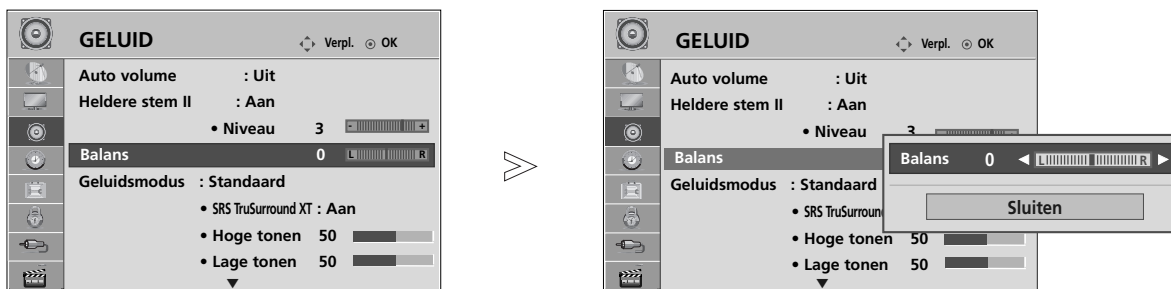 GELUID Verpl. OK
Auto volume : Uit
Heldere stem II : Aan
• Niveau 3 - +
Balans 0 L R
Geluidsmodus : Standaard
• SRS TruSurround XT : Aan
• Hoge tonen 50
• Lage tonen 50
GELUID Verpl. OK
Auto volume : Uit
Heldere stem II : Aan
• Niveau 3
Balans
Geluidsmodus : Standaard
• SRS TruSurroun
• Hoge tonen 50
• Lage tonen 50
Balans 0 L R
Sluiten